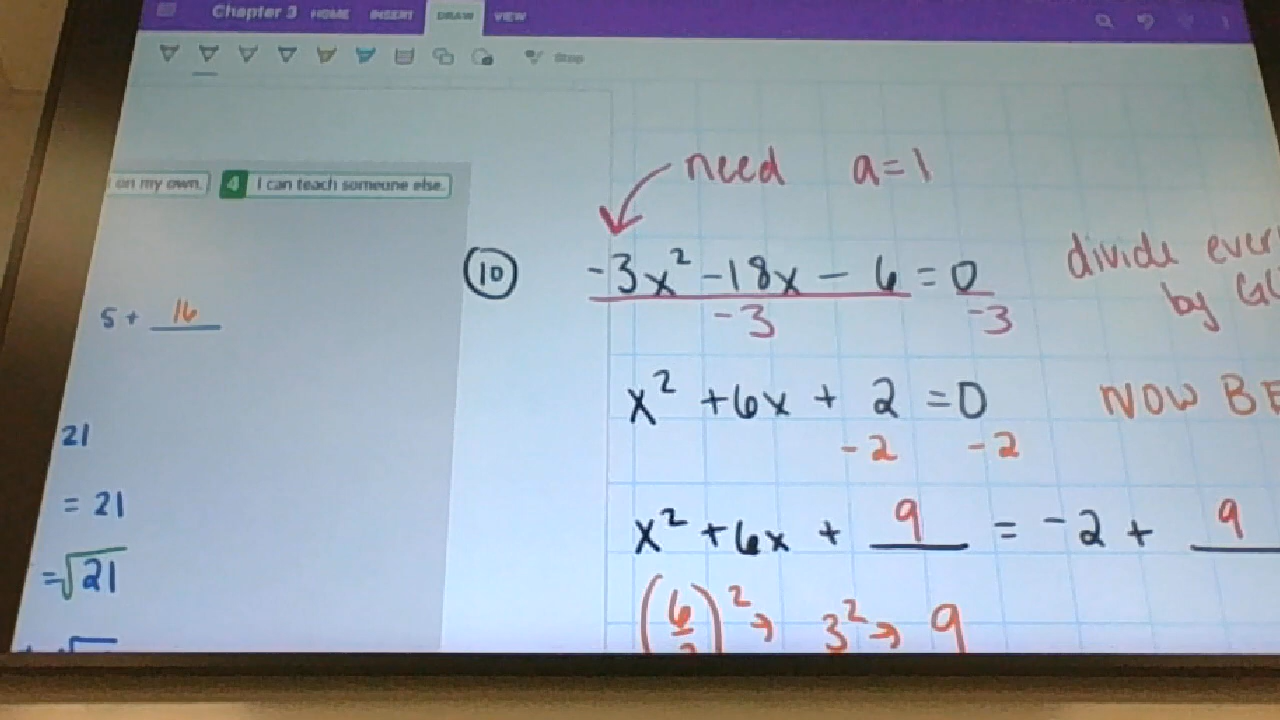 Chapter 3 HOME INSERT DRAW VIEW
Stop
on my own. 4 I can teach someone else.
5 + 16
21
= 21
=√21
need a=1
10 -3x² -18x - 6 = 0
-3 -3
divide
by
x² +6x + 2 = 0
NOW
-2 -2
x² +6x + 9 = -2 + 9
(6/2)² → 3² → 9